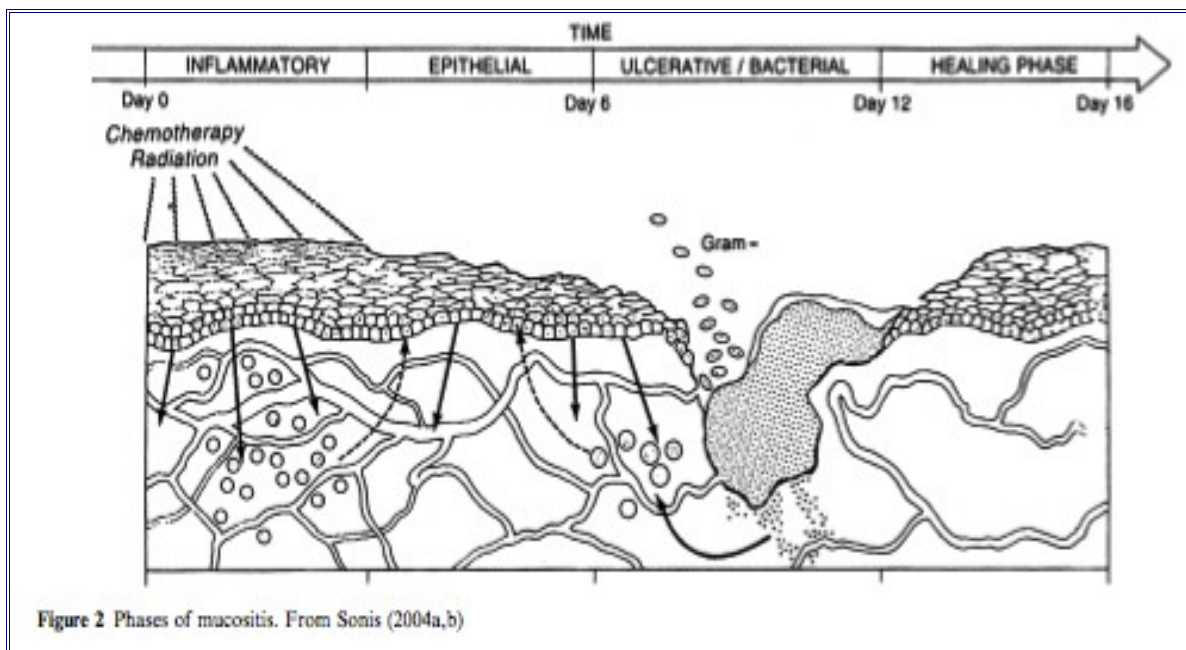 TIME
INFLAMMATORY EPITHELIAL ULCERATIVE / BACTERIAL HEALING PHASE
Day 0 Day 6 Day 12 Day 16
Chemotherapy
Radiation
Gram -
Figure 2 Phases of mucositis. From Sonis (2004a,b)